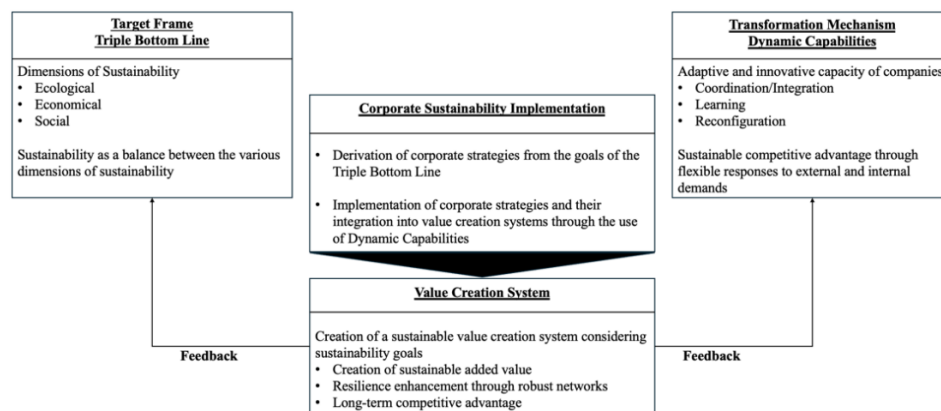 Target Frame
Triple Bottom Line
Dimensions of Sustainability
• Ecological
• Economical
• Social
Sustainability as a balance between the various
dimensions of sustainability
Corporate Sustainability Implementation
• Derivation of corporate strategies from the goals of the
Triple Bottom Line
• Implementation of corporate strategies and their
integration into value creation systems through the use
of Dynamic Capabilities
Transformation Mechanism
Dynamic Capabilities
Adaptive and innovative capacity of companies
• Coordination/Integration
• Learning
• Reconfiguration
Sustainable competitive advantage through
flexible responses to external and internal
demands
Value Creation System
Creation of a sustainable value creation system considering
sustainability goals
• Creation of sustainable added value
• Resilience enhancement through robust networks
• Long-term competitive advantage
Feedback
Feedback